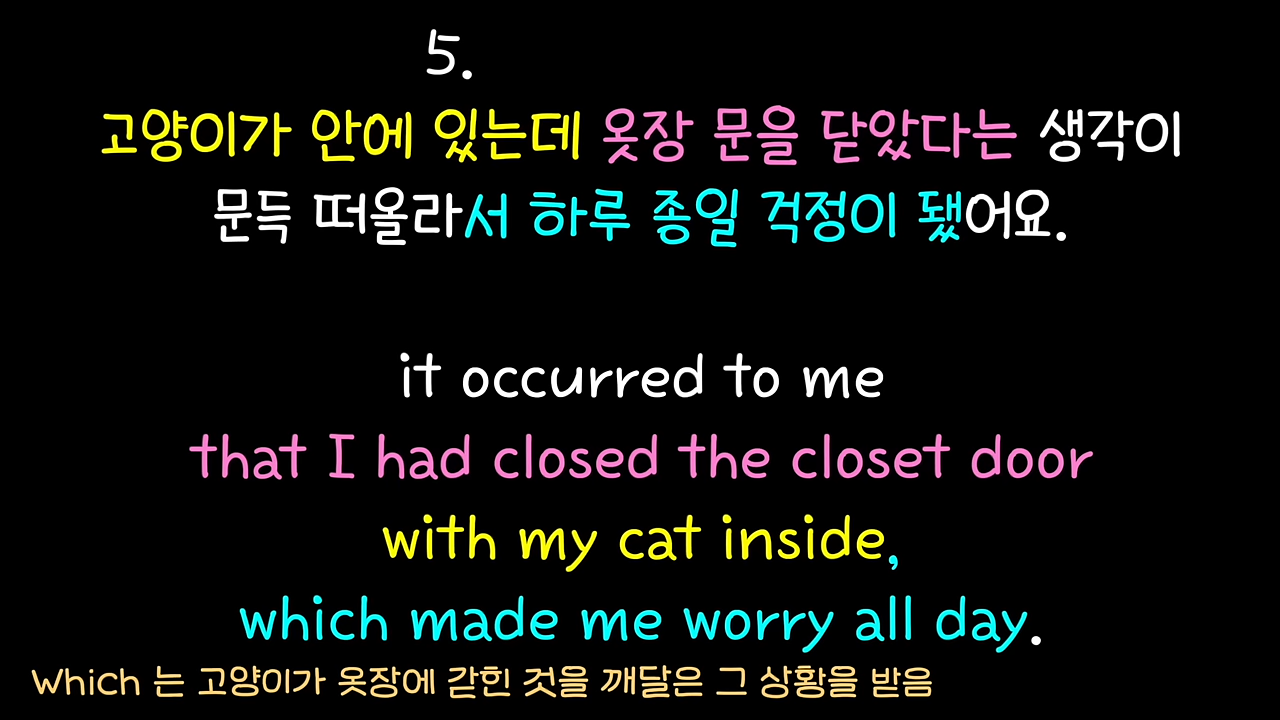 5.
고양이가 안에 있는데 옷장 문을 닫았다는 생각이
문득 떠올라서 하루 종일 걱정이 됐어요.
it occurred to me
that I had closed the closet door
with my cat inside,
which made me worry all day.
Which 는 고양이가 옷장에 갇힌 것을 깨달은 그 상황을 받음